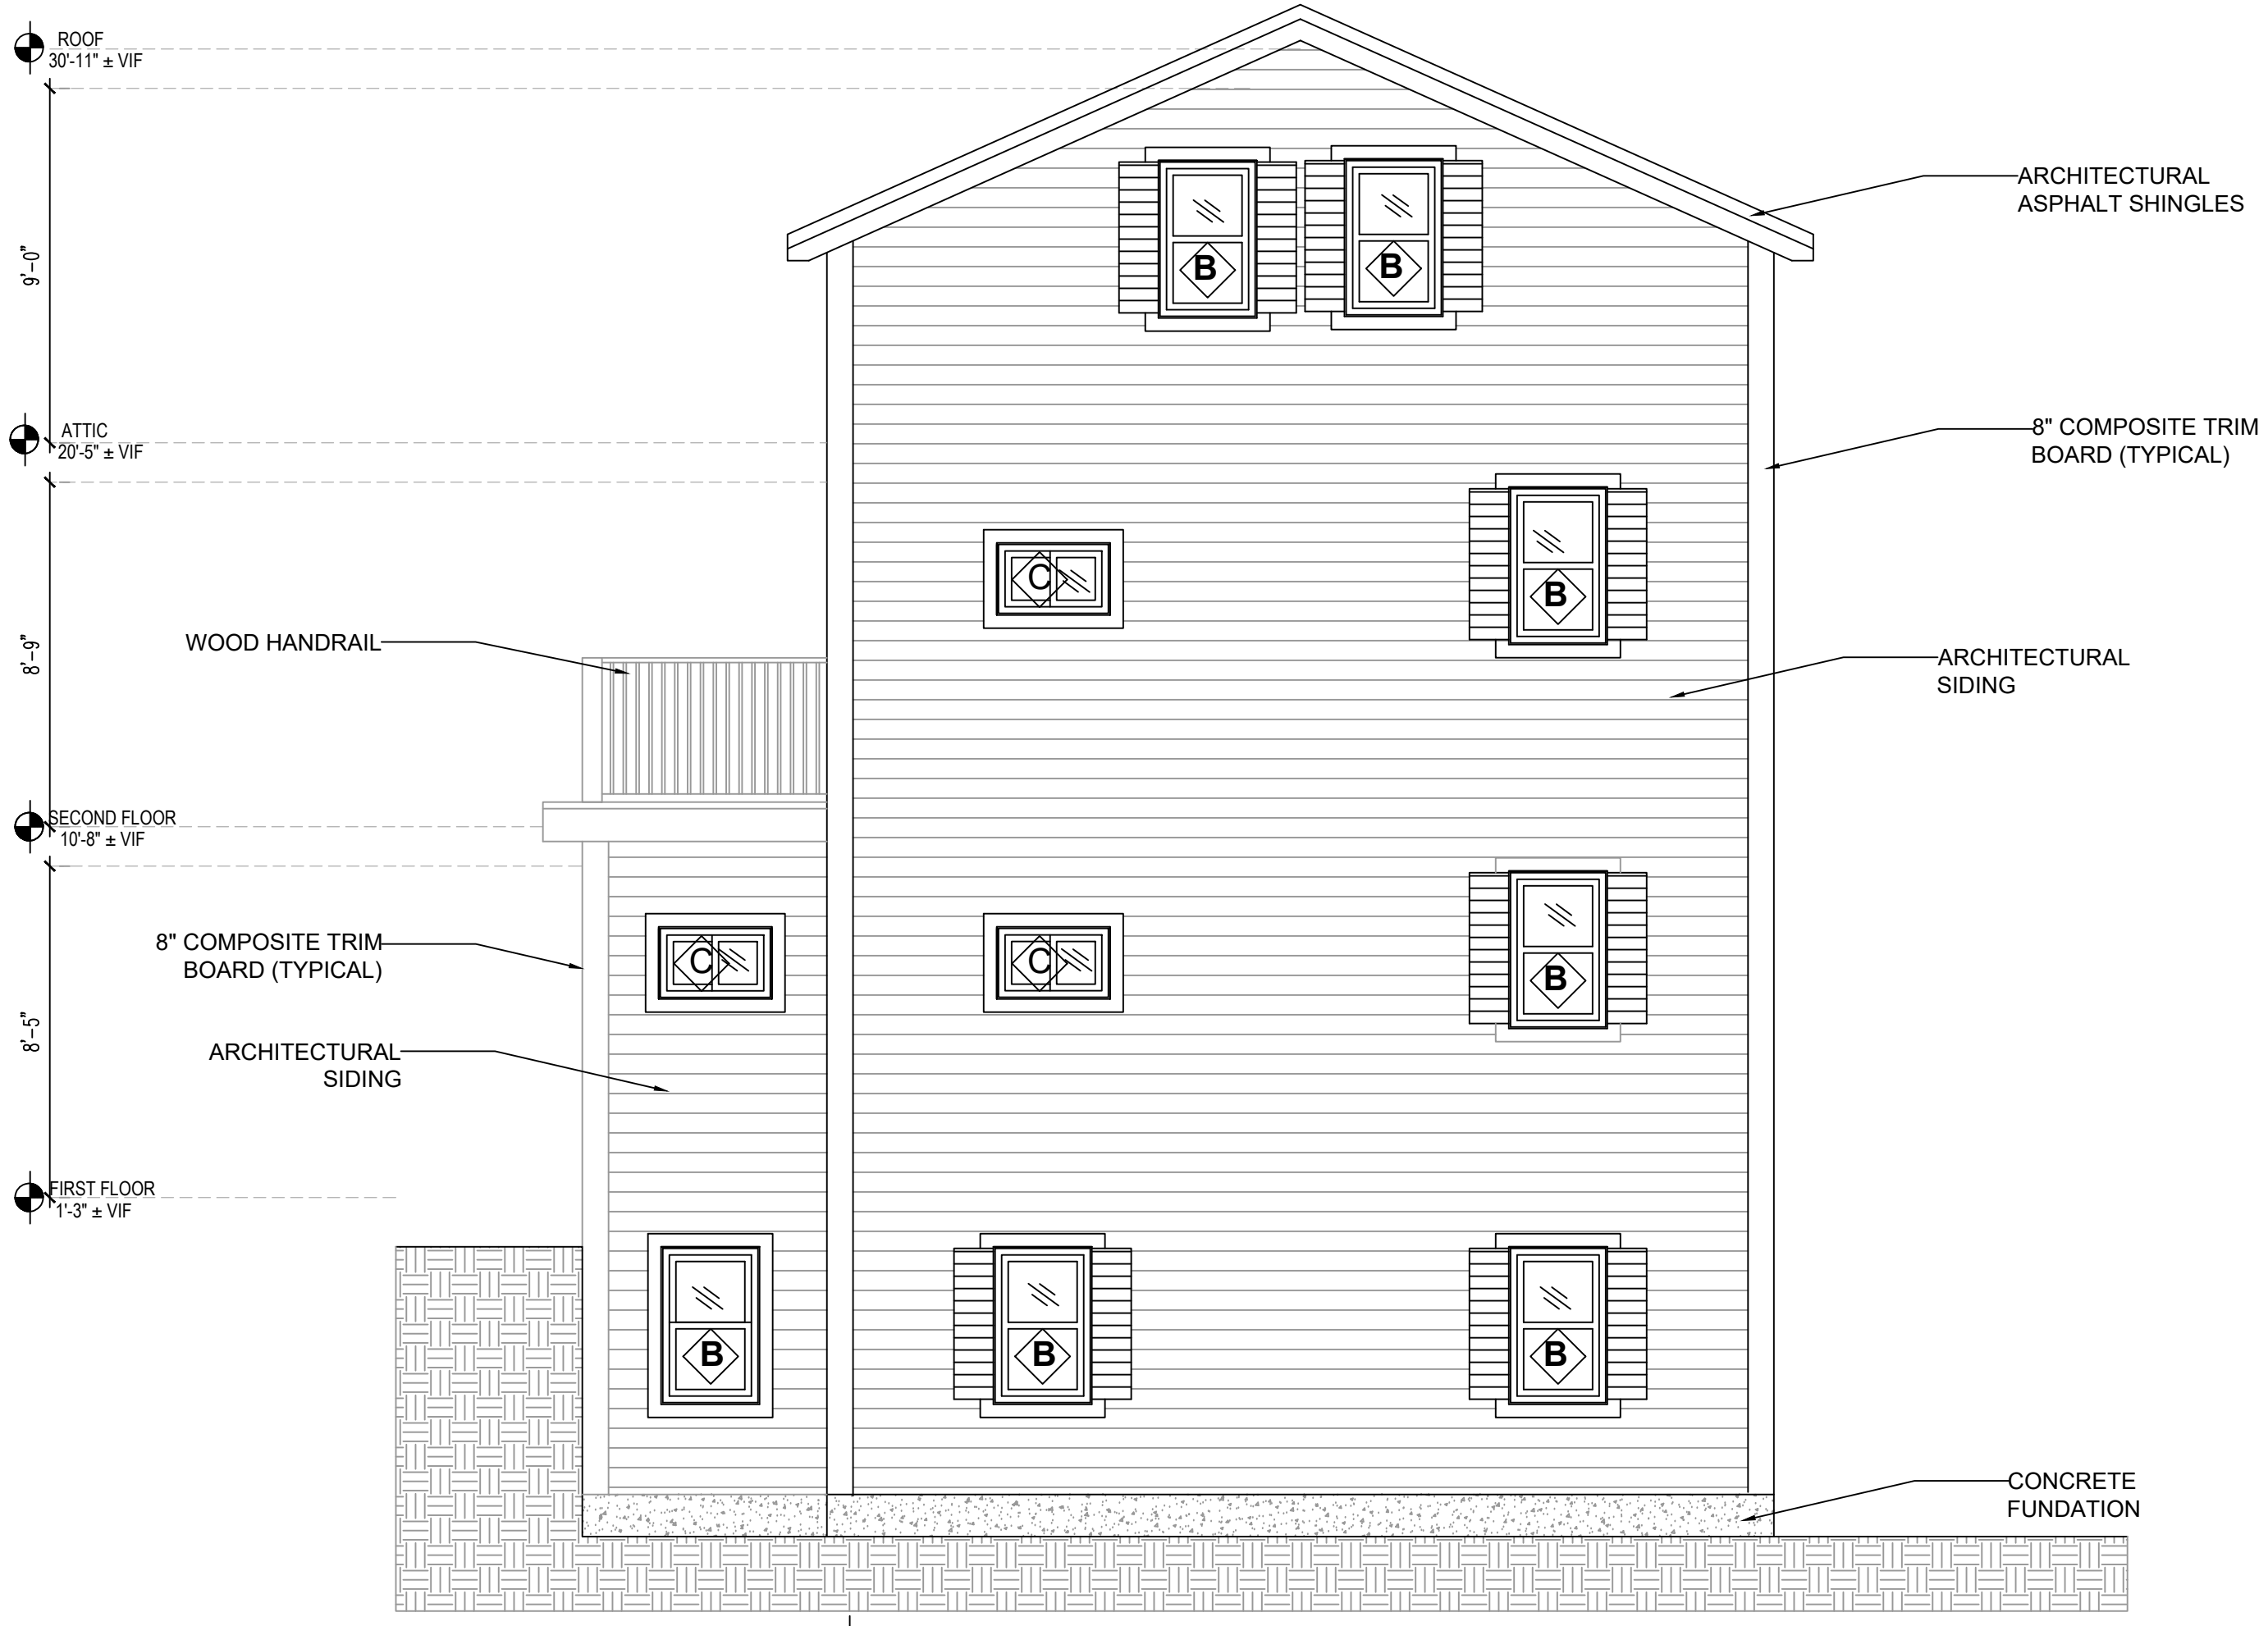 ROOF
30'-11" ± VIF
ARCHITECTURAL
ASPHALT SHINGLES
9'-0"
B
B
ATTIC
20'-5" ± VIF
8" COMPOSITE TRIM
BOARD (TYPICAL)
C
B
WOOD HANDRAIL
8'-9"
ARCHITECTURAL
SIDING
SECOND FLOOR
10'-8" ± VIF
8" COMPOSITE TRIM
BOARD (TYPICAL)
C
C
B
8'-5"
ARCHITECTURAL
SIDING
FIRST FLOOR
1'-3" ± VIF
B
B
B
CONCRETE
FUNDATION